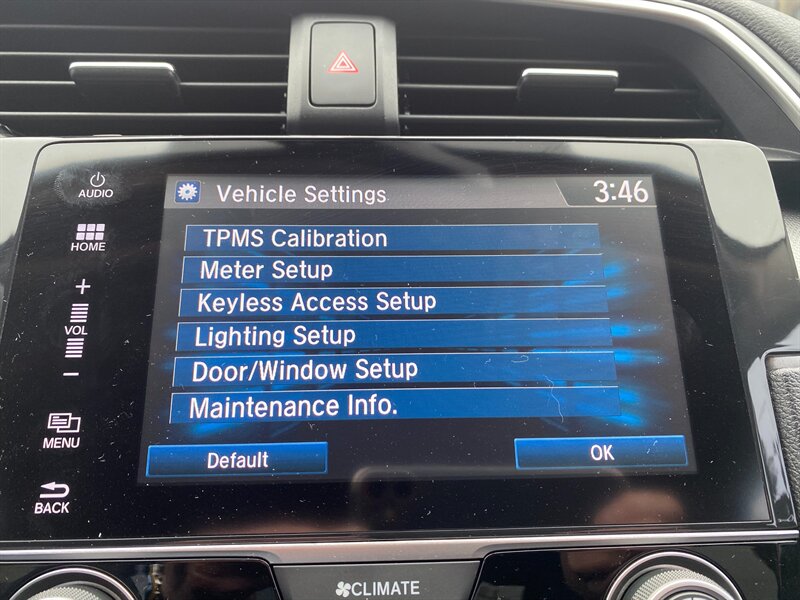 AUDIO
Vehicle Settings 3:46
HOME
TPMS Calibration
Meter Setup
Keyless Access Setup
+
VOL
−
Lighting Setup
Door/Window Setup
Maintenance Info.
MENU
Default OK
BACK
CLIMATE